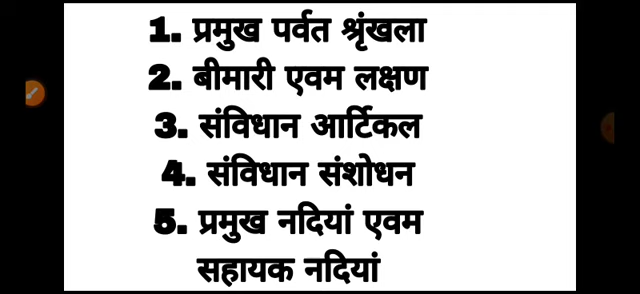 1. प्रमुख पर्वत श्रृंखला
2. बीमारी एवम लक्षण
3. संविधान आर्टिकल
4. संविधान संशोधन
5. प्रमुख नदियां एवम
सहायक नदियां